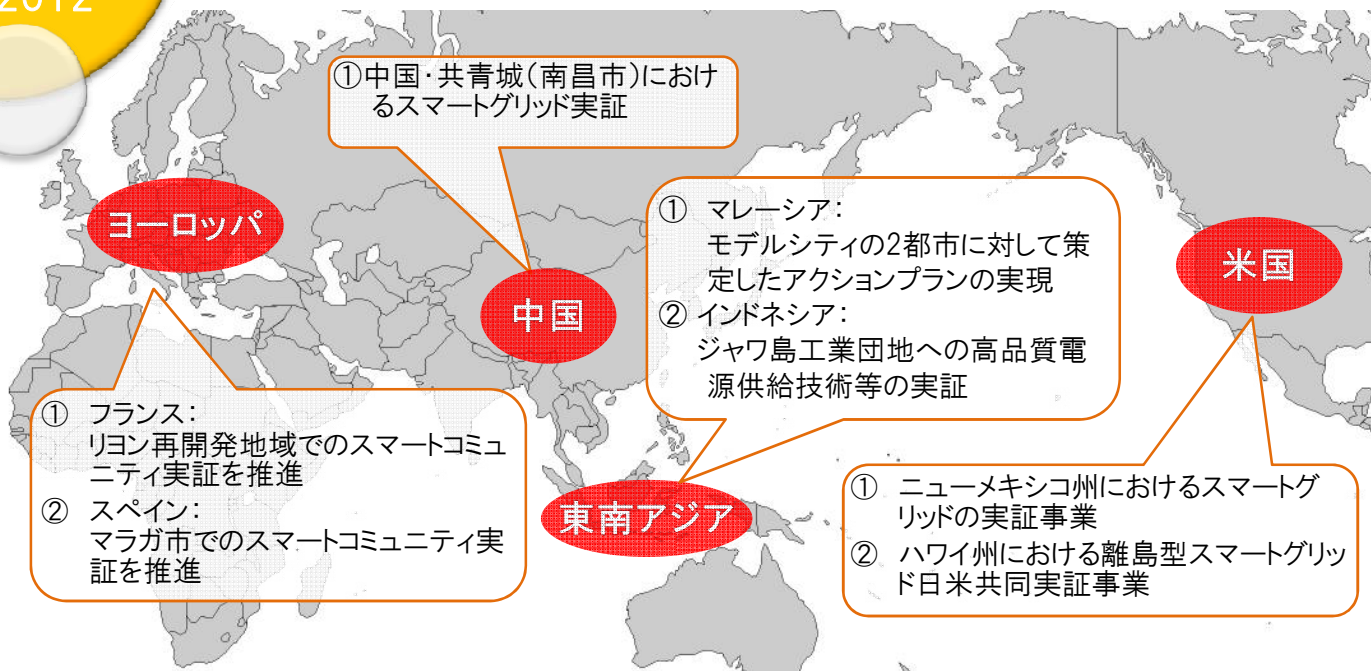 2012
①中国・共青城(南昌市)におけ
るスマートグリッド実証
ヨーロッパ
中国
米国
東南アジア
① マレーシア:
モデルシティの2都市に対して策
定したアクションプランの実現
② インドネシア:
ジャワ島工業団地への高品質電
源供給技術等の実証
① フランス:
リヨン再開発地域でのスマートコミュ
ニティ実証を推進
② スペイン:
マラガ市でのスマートコミュニティ実
証を推進
① ニューメキシコ州におけるスマートグ
リッドの実証事業
② ハワイ州における離島型スマートグリッ
ド日米共同実証事業